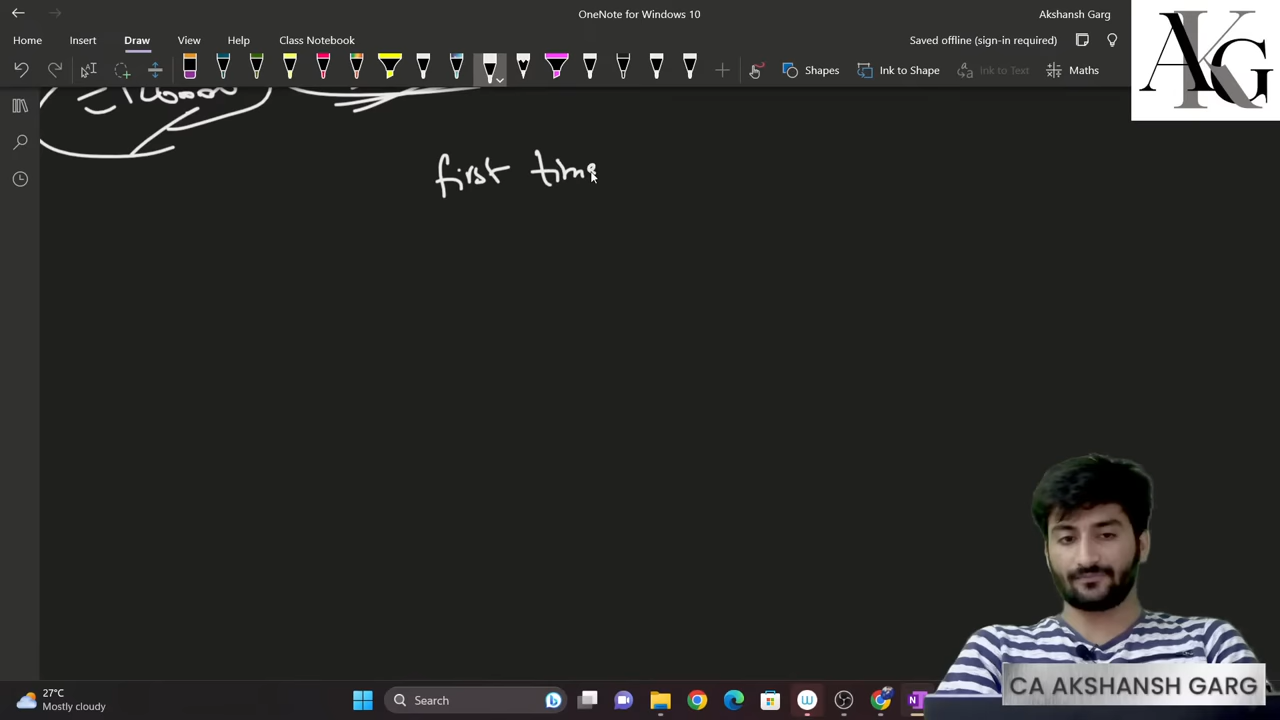 OneNote for Windows 10
Akshansh Garg
Home Insert Draw View Help Class Notebook
Saved offline (sign-in required)
Shapes Ink to Shape Ink to Text Maths
AKG
first time
CA AKSHANSH GARG
27°C
Mostly cloudy
Search